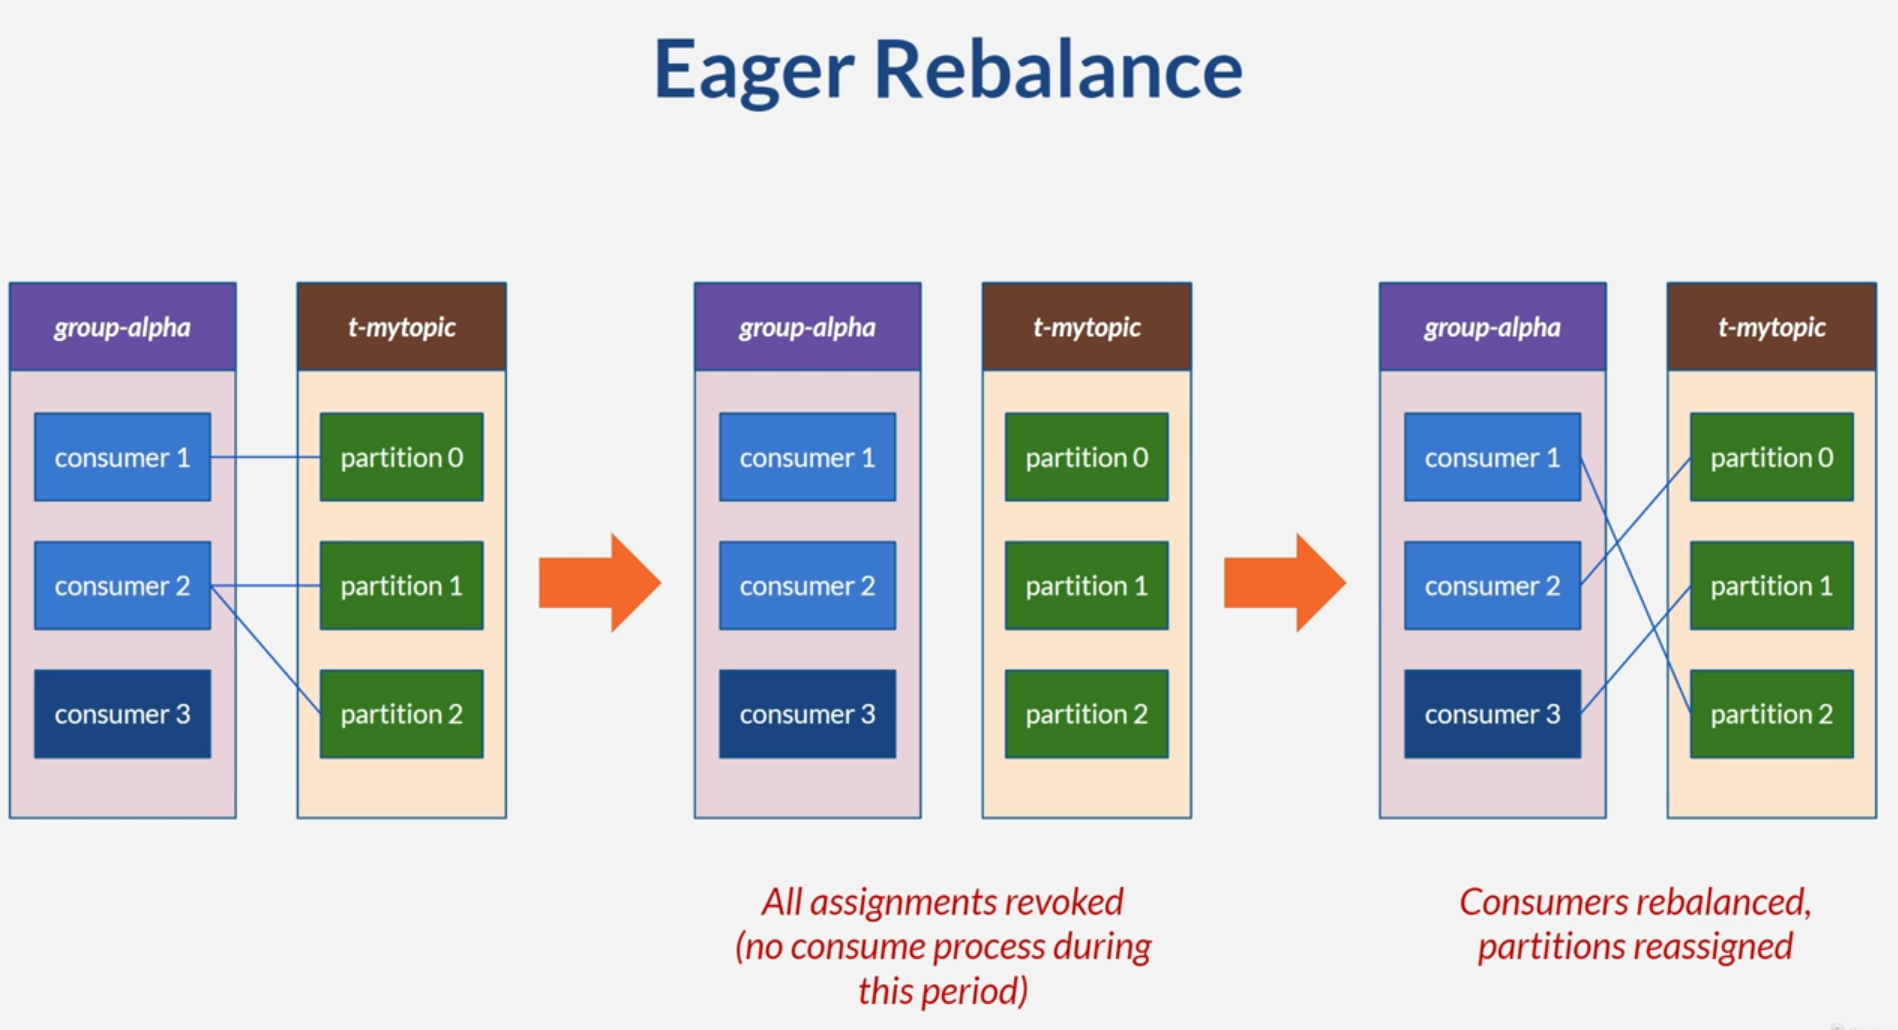 Eager Rebalance
group-alpha
t-mytopic
consumer 1
partition 0
consumer 2
partition 1
consumer 3
partition 2
group-alpha
t-mytopic
consumer 1
partition 0
consumer 2
partition 1
consumer 3
partition 2
All assignments revoked
(no consume process during
this period)
group-alpha
t-mytopic
consumer 1
partition 0
consumer 2
partition 1
consumer 3
partition 2
Consumers rebalanced,
partitions reassigned